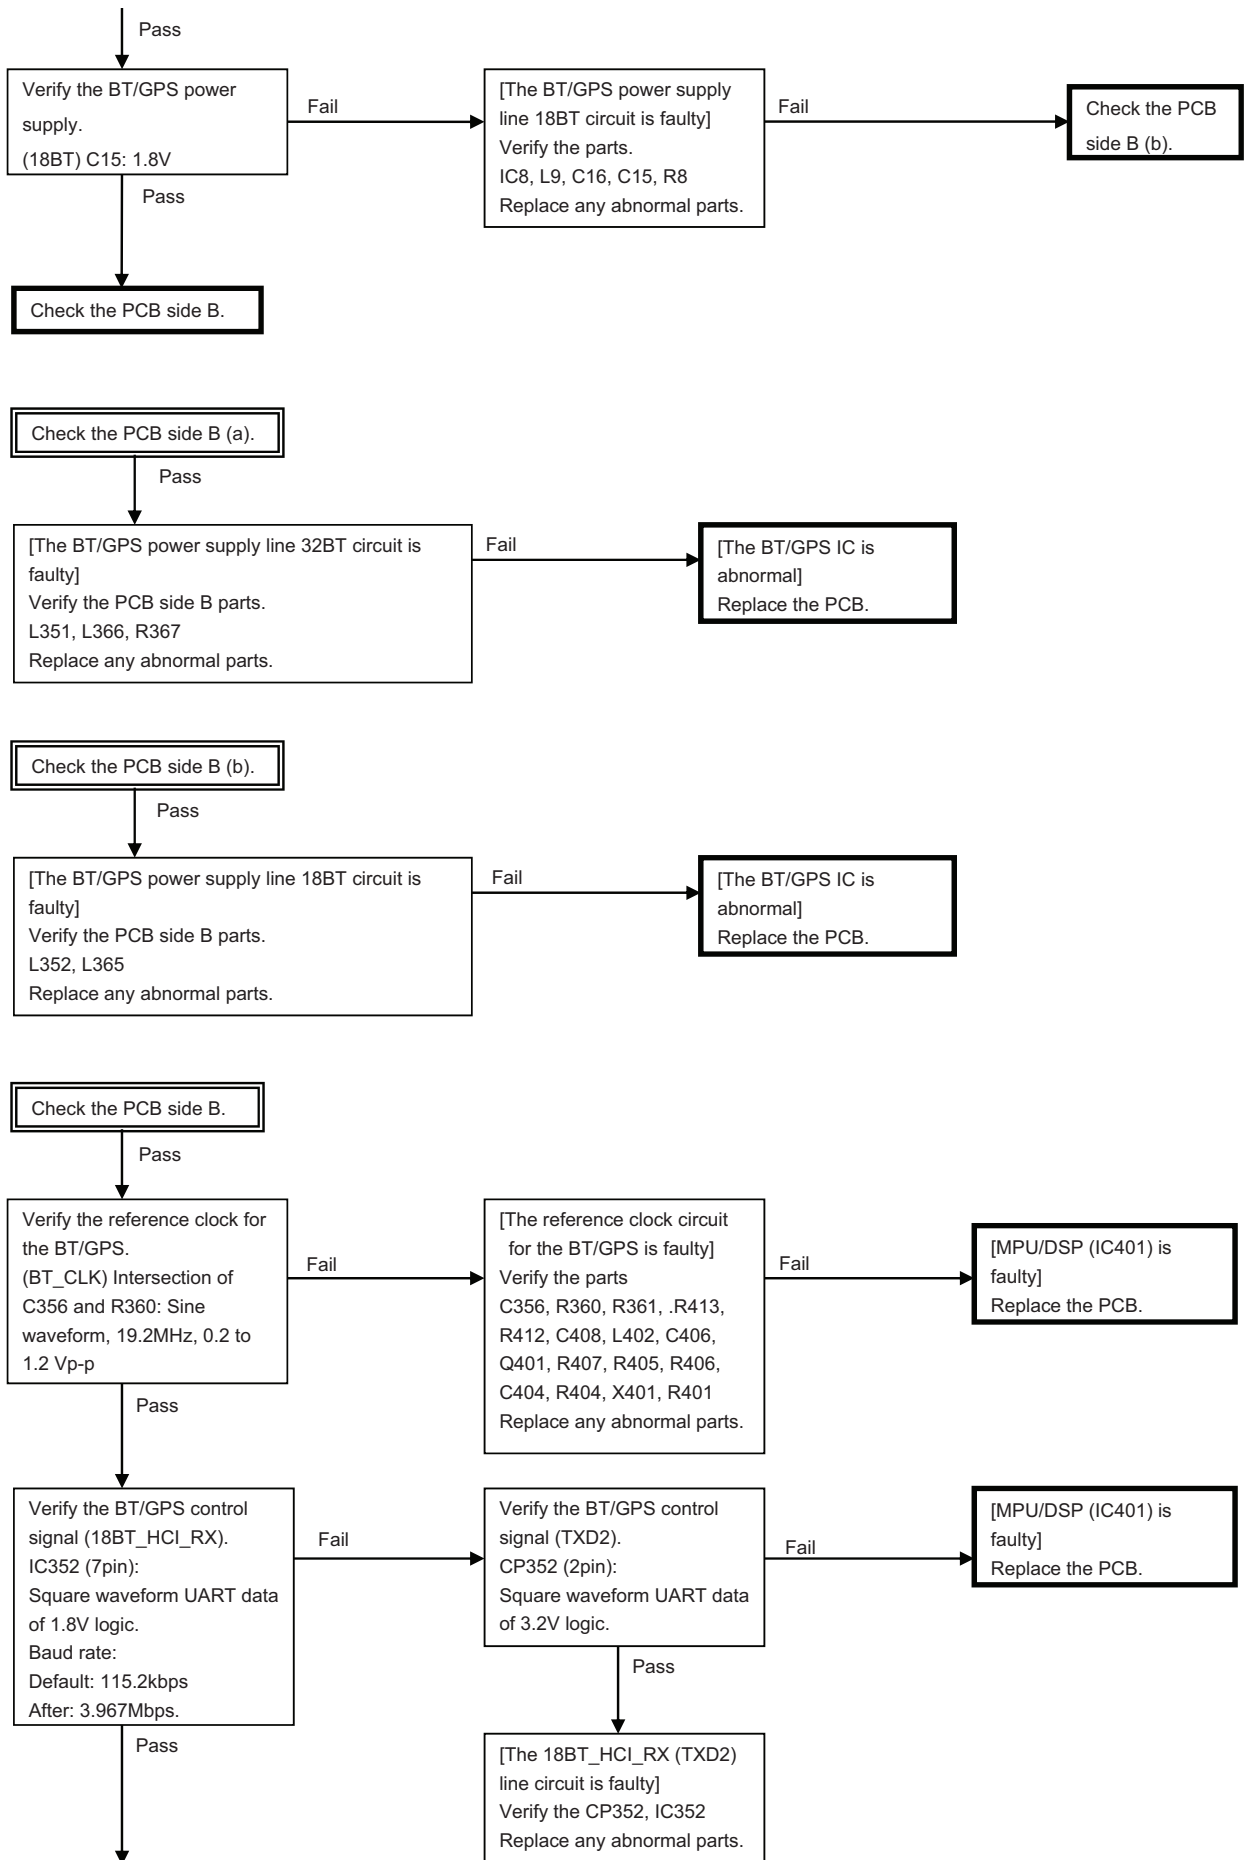 Pass
Verify the BT/GPS power
supply.
(18BT) C15: 1.8V
Fail
[The BT/GPS power supply
line 18BT circuit is faulty]
Verify the parts.
IC8, L9, C16, C15, R8
Replace any abnormal parts.
Fail
Check the PCB
side B (b).
Pass
Check the PCB side B.
Check the PCB side B (a).
Pass
[The BT/GPS power supply line 32BT circuit is
faulty]
Verify the PCB side B parts.
L351, L366, R367
Replace any abnormal parts.
Fail
[The BT/GPS IC is
abnormal]
Replace the PCB.
Check the PCB side B (b).
Pass
[The BT/GPS power supply line 18BT circuit is
faulty]
Verify the PCB side B parts.
L352, L365
Replace any abnormal parts.
Fail
[The BT/GPS IC is
abnormal]
Replace the PCB.
Check the PCB side B.
Pass
Verify the reference clock for
the BT/GPS.
(BT_CLK) Intersection of
C356 and R360: Sine
waveform, 19.2MHz, 0.2 to
1.2 Vp-p
Fail
[The reference clock circuit
for the BT/GPS is faulty]
Verify the parts
C356, R360, R361, .R413,
R412, C408, L402, C406,
Q401, R407, R405, R406,
C404, R404, X401, R401
Replace any abnormal parts.
Fail
[MPU/DSP (IC401) is
faulty]
Replace the PCB.
Pass
Verify the BT/GPS control
signal (18BT_HCI_RX).
IC352 (7pin):
Square waveform UART data
of 1.8V logic.
Baud rate:
Default: 115.2kbps
After: 3.967Mbps.
Fail
Verify the BT/GPS control
signal (TXD2).
CP352 (2pin):
Square waveform UART data
of 3.2V logic.
Fail
[MPU/DSP (IC401) is
faulty]
Replace the PCB.
Pass
Pass
[The 18BT_HCI_RX (TXD2)
line circuit is faulty]
Verify the CP352, IC352
Replace any abnormal parts.